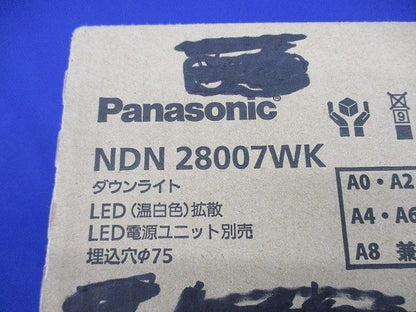 Panasonic®
NDN 28007WK
ダウンライト
LED（温白色）拡散
LED電源ユニット別売
埋込穴φ75
9
A0・A2
A4・A6
A8 兼